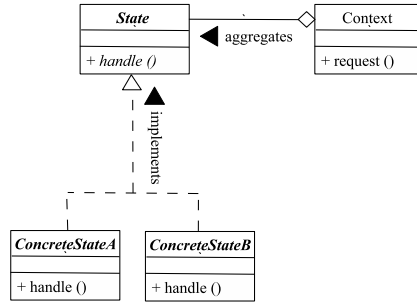 State
Context
aggregates
+ handle ()
+ request ()
implements
ConcreteStateA
ConcreteStateB
+ handle ()
+ handle ()